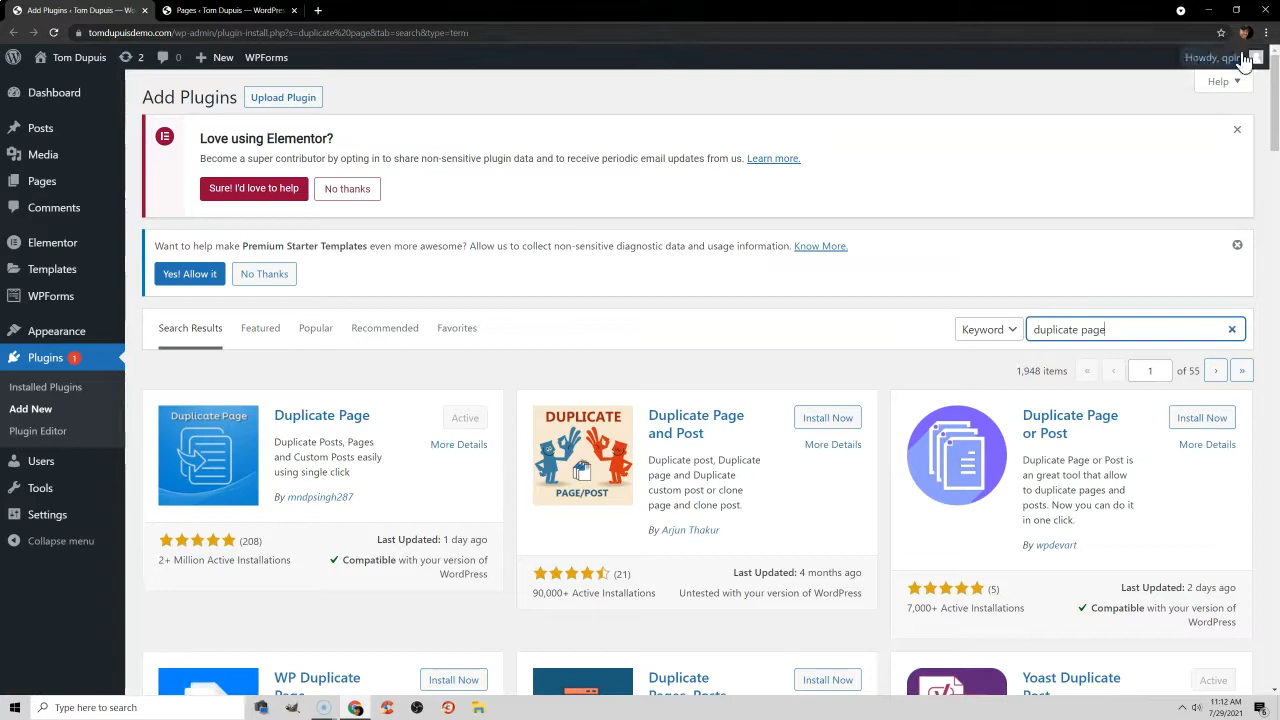 Add Plugins ‹ Tom Dupuis — Wo
Pages ‹ Tom Dupuis — WordPres
tomdupuisdemo.com/wp-admin/plugin-install.php?s=duplicate%20page&tab=search&type=term
Tom Dupuis
2
0
New
WPForms
Howdy,
Help
Dashboard
Posts
Media
Pages
Comments
Elementor
Templates
WPForms
Appearance
Plugins 1
Installed Plugins
Add New
Plugin Editor
Users
Tools
Settings
Collapse menu
Add Plugins
Upload Plugin
Love using Elementor?
Become a super contributor by opting in to share non-sensitive plugin data and to receive periodic email updates from us. Learn more.
Sure! I'd love to help
No thanks
Want to help make Premium Starter Templates even more awesome? Allow us to collect non-sensitive diagnostic data and usage information. Know More.
Yes! Allow it
No Thanks
Search Results
Featured
Popular
Recommended
Favorites
Keyword
duplicate page
1,948 items
«
‹
1
of 55
›
»
Duplicate Page
Duplicate Page
Active
More Details
Duplicate Posts, Pages
and Custom Posts easily
using single click
By mndpsingh287
(208)
2+ Million Active Installations
Last Updated: 1 day ago
Compatible with your version of
WordPress
DUPLICATE
PAGE/POST
Duplicate Page
and Post
Install Now
More Details
Duplicate post, Duplicate
page and Duplicate
custom post or clone
page and clone post.
By Arjun Thakur
(21)
90,000+ Active Installations
Last Updated: 4 months ago
Untested with your version of WordPress
Duplicate Page
or Post
Install Now
More Details
Duplicate Page or Post is
an great tool that allow
to duplicate pages and
posts. Now you can do it
in one click.
By wpdevart
(5)
7,000+ Active Installations
Last Updated: 2 days ago
Compatible with your version of
WordPress
WP Duplicate
Page
Install Now
Duplicate
Pages, Posts
Install Now
Yoast Duplicate
Post
Active
Type here to search
11:12 AM
7/29/2021
6